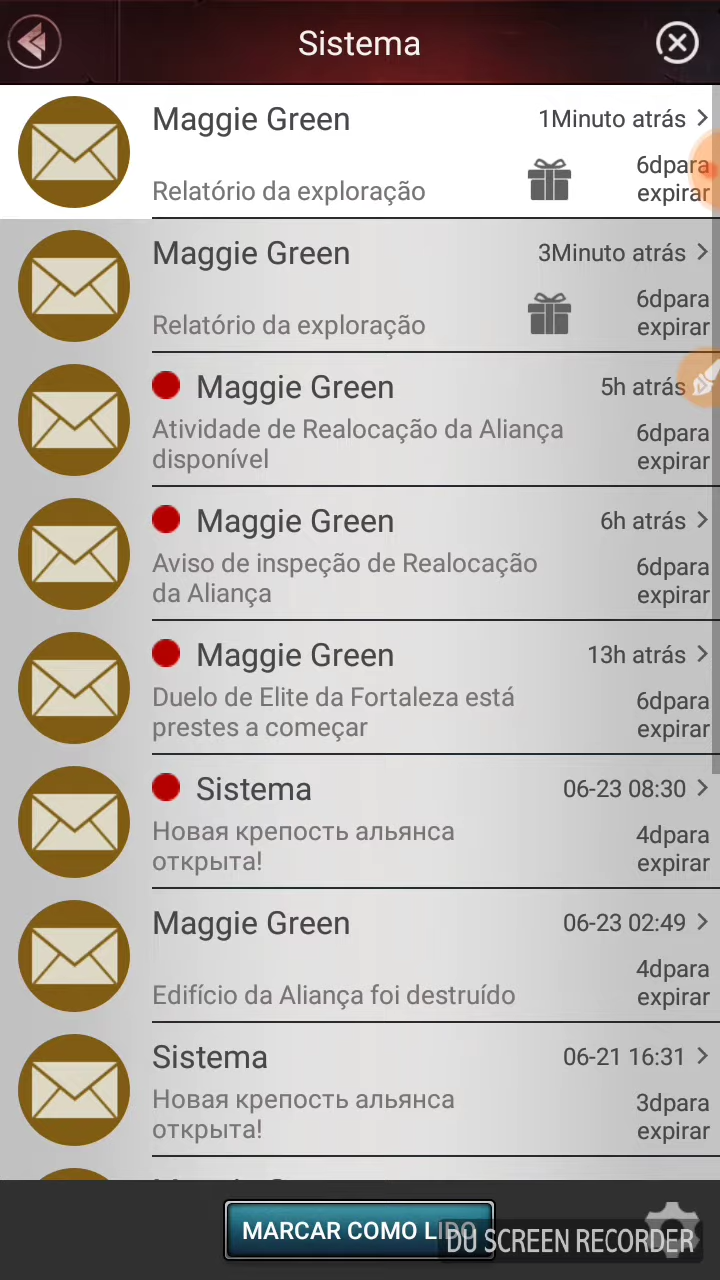 Sistema
Maggie Green
1Minuto atrás
Relatório da exploração
6dpara
expirar
Maggie Green
3Minuto atrás
Relatório da exploração
6dpara
expirar
Maggie Green
5h atrás
Atividade de Realocação da Aliança
disponível
6dpara
expirar
Maggie Green
6h atrás
Aviso de inspeção de Realocação
da Aliança
6dpara
expirar
Maggie Green
13h atrás
Duelo de Elite da Fortaleza está
prestes a começar
6dpara
expirar
Sistema
06-23 08:30
Новая крепость альянса
открыта!
4dpara
expirar
Maggie Green
06-23 02:49
Edifício da Aliança foi destruído
4dpara
expirar
Sistema
06-21 16:31
Новая крепость альянса
открыта!
3dpara
expirar
MARCAR COMO LIDO
DU SCREEN RECORDER